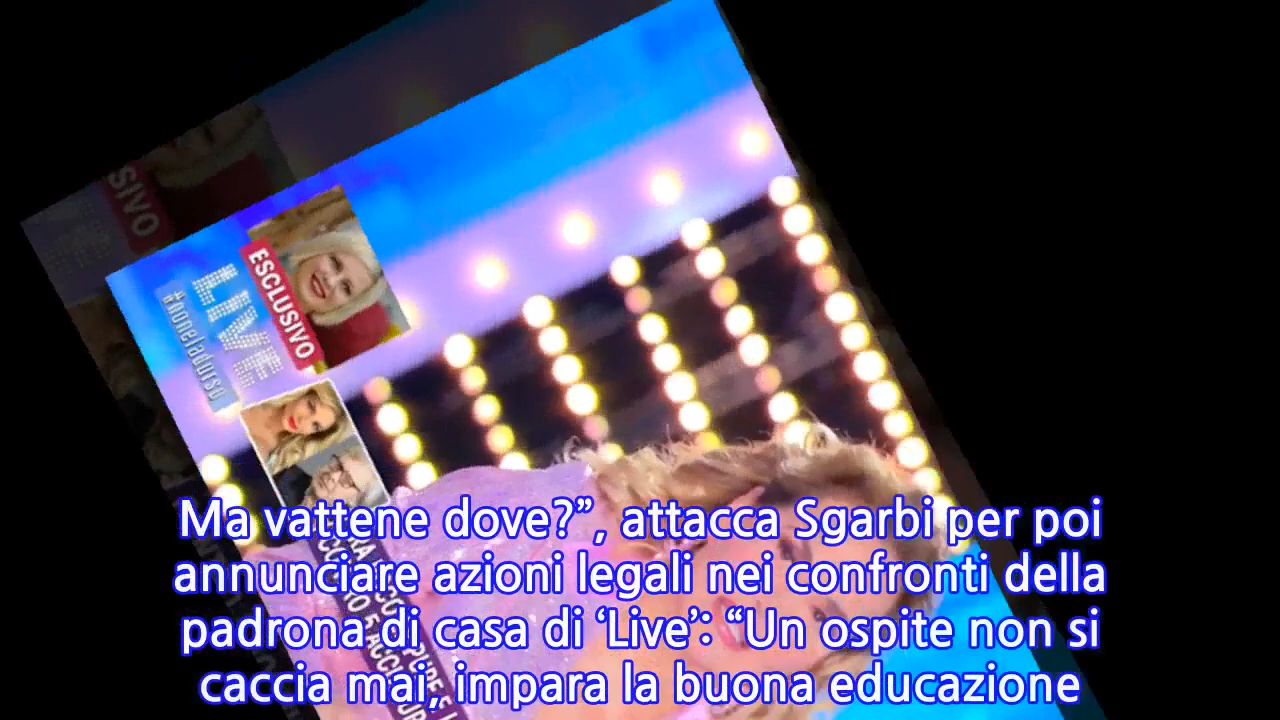 SIVO
ESCLUSIVO
LIVE
#noneladurso
Ma vattene dove?”, attacca Sgarbi per poi
annunciare azioni legali nei confronti della
padrona di casa di ‘Live’: “Un ospite non si
caccia mai, impara la buona educazione